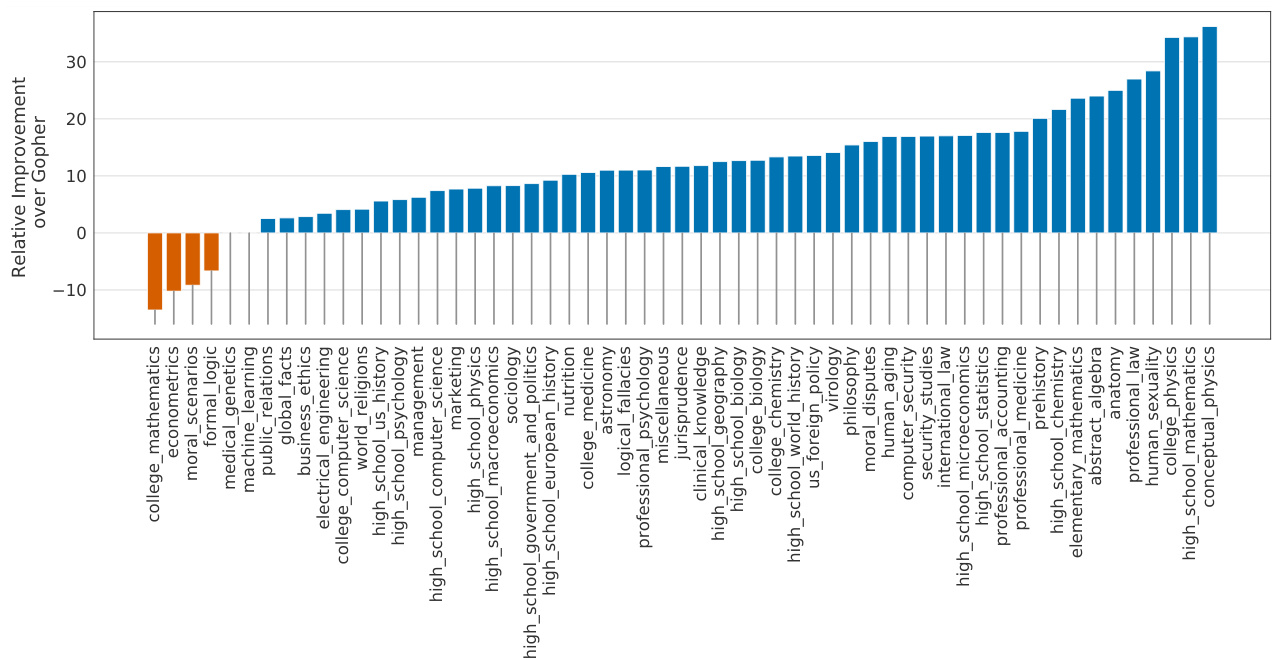 Relative Improvement
over Gopher
30
20
10
0
−10
college_mathematics
econometrics
moral_scenarios
formal_logic
medical_genetics
machine_learning
public_relations
global_facts
business_ethics
electrical_engineering
college_computer_science
world_religions
high_school_us_history
high_school_psychology
management
high_school_computer_science
marketing
high_school_physics
high_school_macroeconomics
sociology
high_school_government_and_politics
high_school_european_history
nutrition
college_medicine
astronomy
logical_fallacies
professional_psychology
miscellaneous
jurisprudence
clinical_knowledge
high_school_geography
high_school_biology
college_biology
college_chemistry
high_school_world_history
us_foreign_policy
virology
philosophy
moral_disputes
human_aging
computer_security
security_studies
international_law
high_school_microeconomics
high_school_statistics
professional_accounting
professional_medicine
prehistory
high_school_chemistry
elementary_mathematics
abstract_algebra
anatomy
professional_law
human_sexuality
college_physics
high_school_mathematics
conceptual_physics